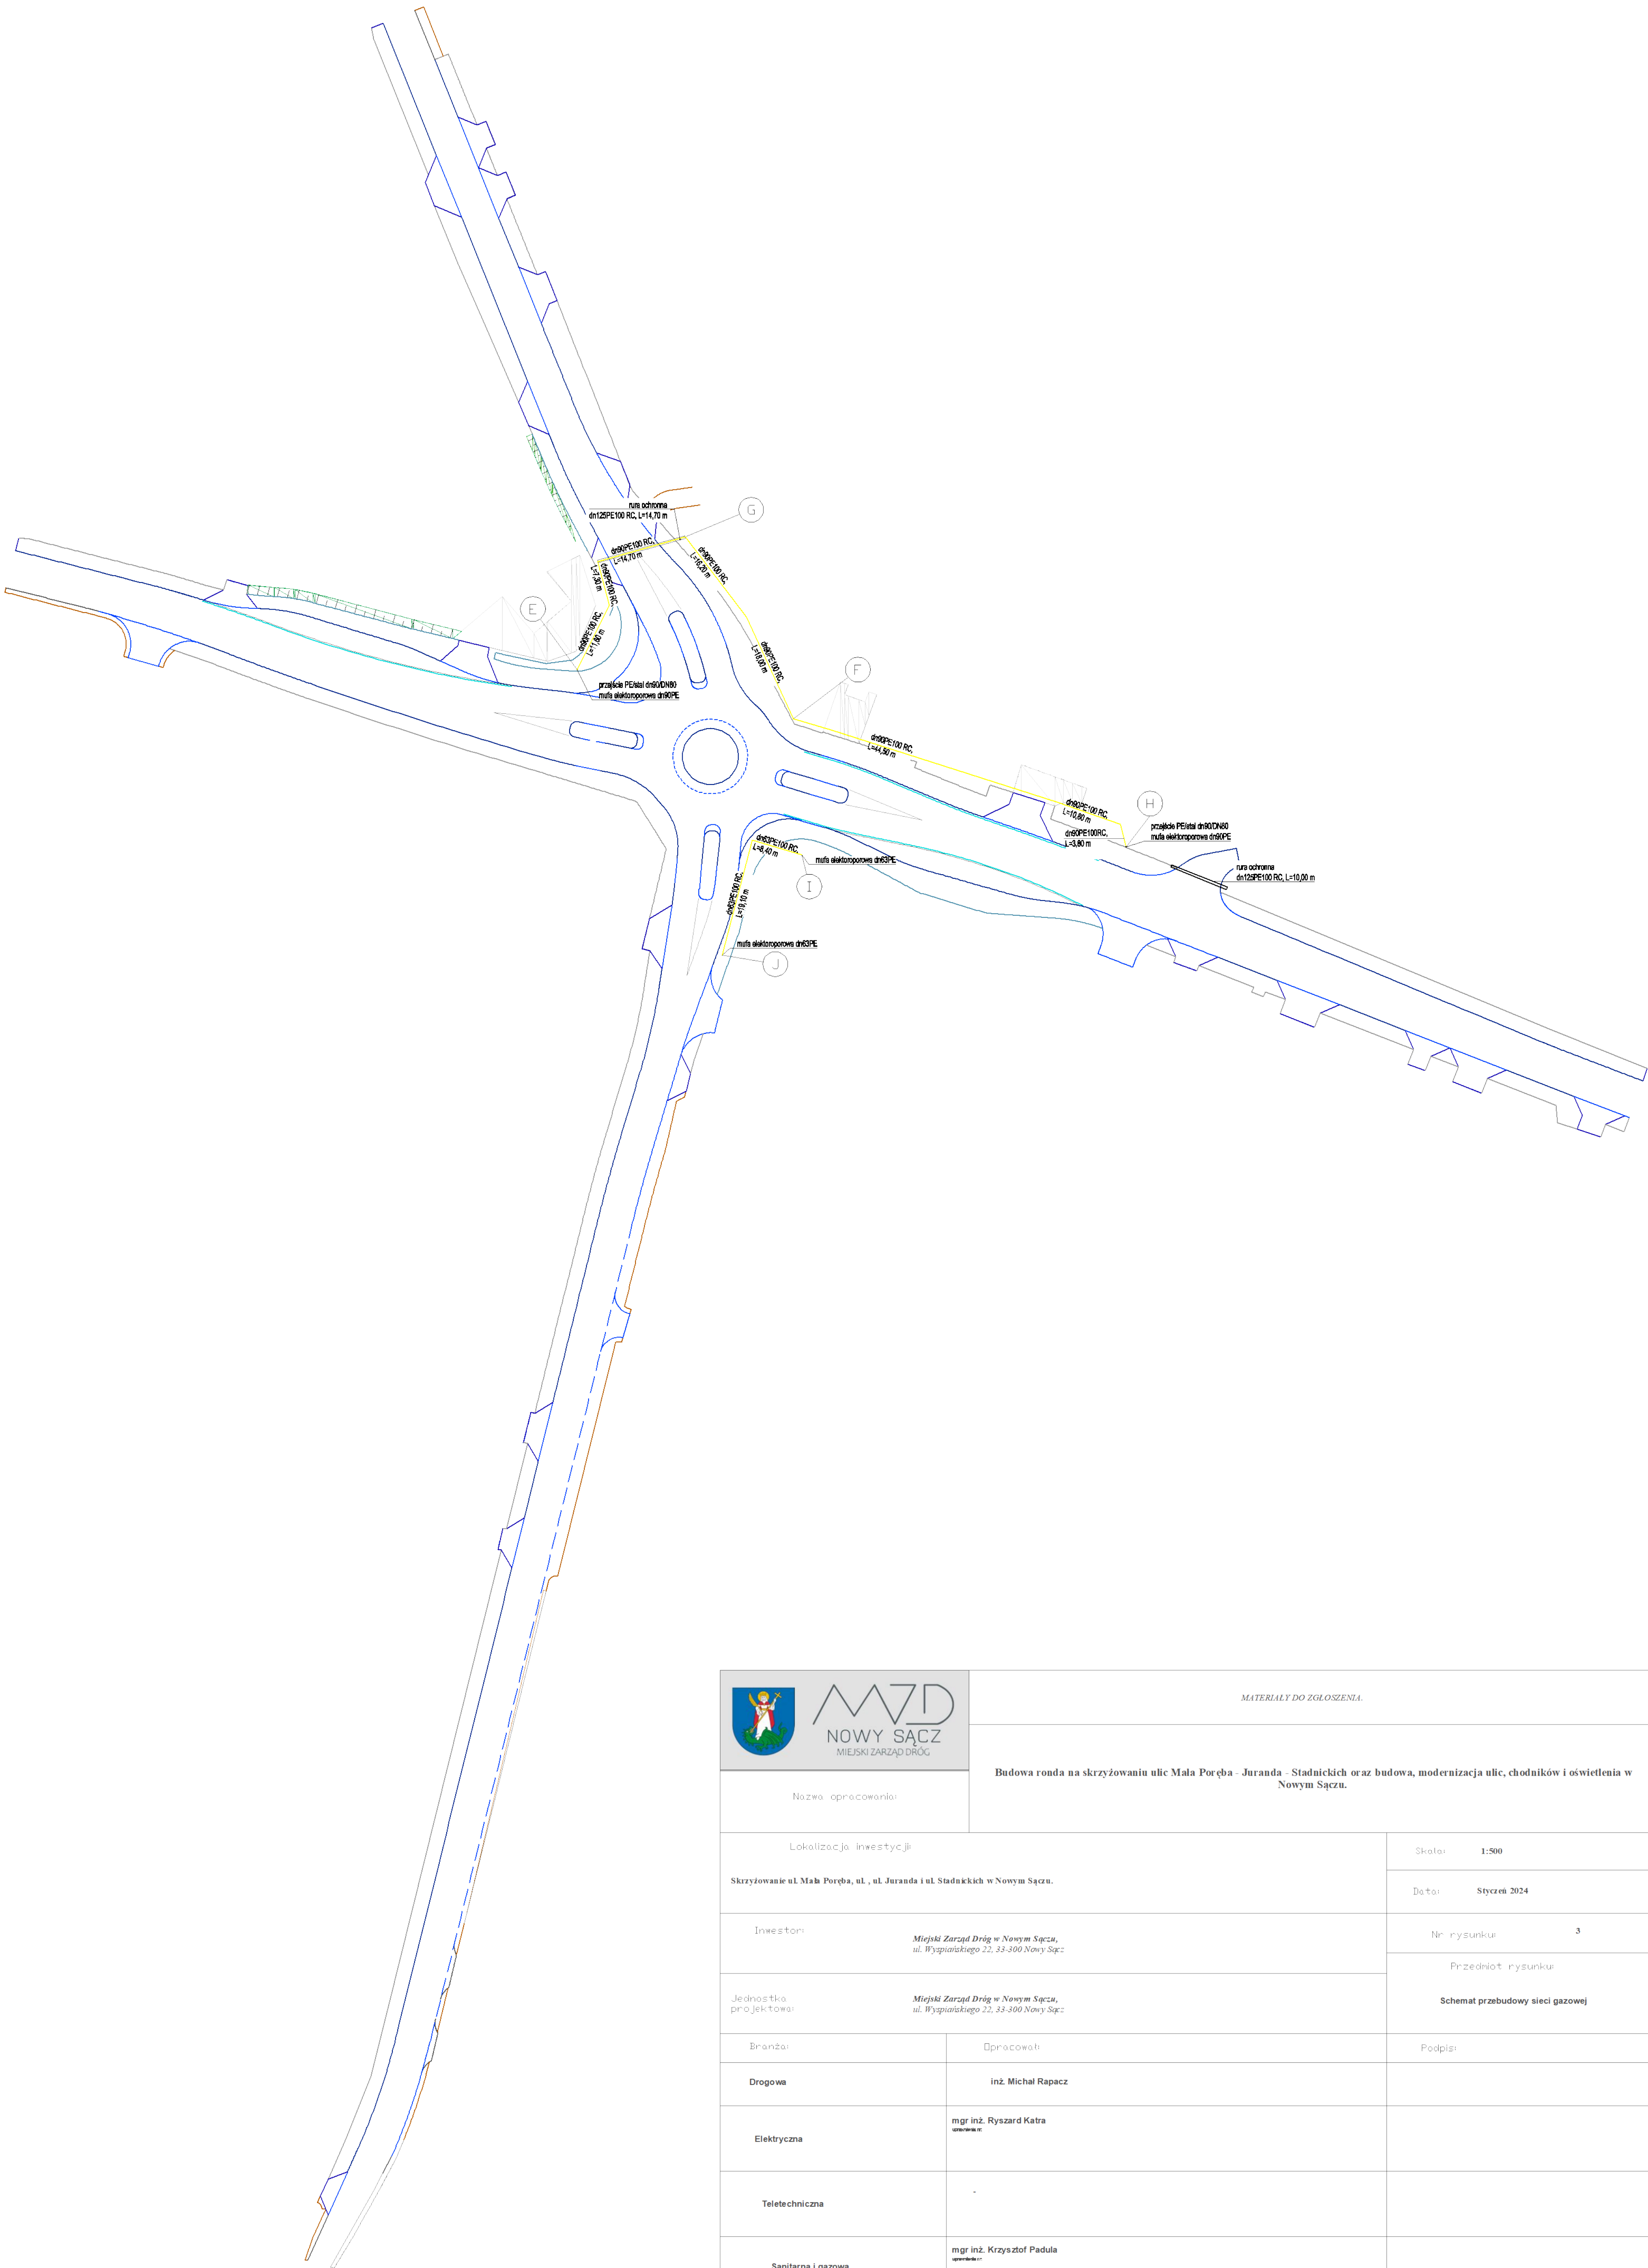 rura ochronna
dn125PE100 RC, L=14,70 m
G
dn90PE100 RC,
L=14,70 m
dn90PE100 RC,
L=16,20 m
dn90PE100 RC,
L=7,30 m
E
dn90PE100 RC,
L=11,60 m
dn90PE100 RC,
L=18,00 m
F
przejście PE/stal dn90/DN80
mufa elektoroporowa dn90PE
dn90PE100 RC,
L=44,50 m
dn90PE100 RC,
L=10,80 m
H
przejście PE/stal dn90/DN80
mufa elektoroporowa dn90PE
dn90PE100RC,
L=3,80 m
dn63PE100 RC,
L=8,40 m
mufa elektoroporowa dn63PE
I
rura ochronna
dn125PE100 RC, L=10,00 m
dn63PE100 RC,
L=19,10 m
mufa elektoroporowa dn63PE
J
MZD
NOWY SĄCZ
MIEJSKI ZARZĄD DRÓG
MATERIAŁY DO ZGŁOSZENIA.
Nazwa opracowania:
Budowa ronda na skrzyżowaniu ulic Mała Poręba - Juranda - Stadnickich oraz budowa, modernizacja ulic, chodników i oświetlenia w
Nowym Sączu.
Lokalizacja inwestycji:
Skrzyżowanie ul. Mała Poręba, ul. , ul. Juranda i ul. Stadnickich w Nowym Sączu.
Skala: 1:500
Data: Styczeń 2024
Inwestor:
Miejski Zarząd Dróg w Nowym Sączu,
ul. Wyspiańskiego 22, 33-300 Nowy Sącz
Nr rysunku: 3
Przedmiot rysunku:
Schemat przebudowy sieci gazowej
Jednostka
projektowa:
Miejski Zarząd Dróg w Nowym Sączu,
ul. Wyspiańskiego 22, 33-300 Nowy Sącz
Branża: Opracował: Podpis:
Drogowa inż. Michał Rapacz
Elektryczna mgr inż. Ryszard Katra
Teletechniczna -
Sanitarna i gazowa mgr inż. Krzysztof Padula